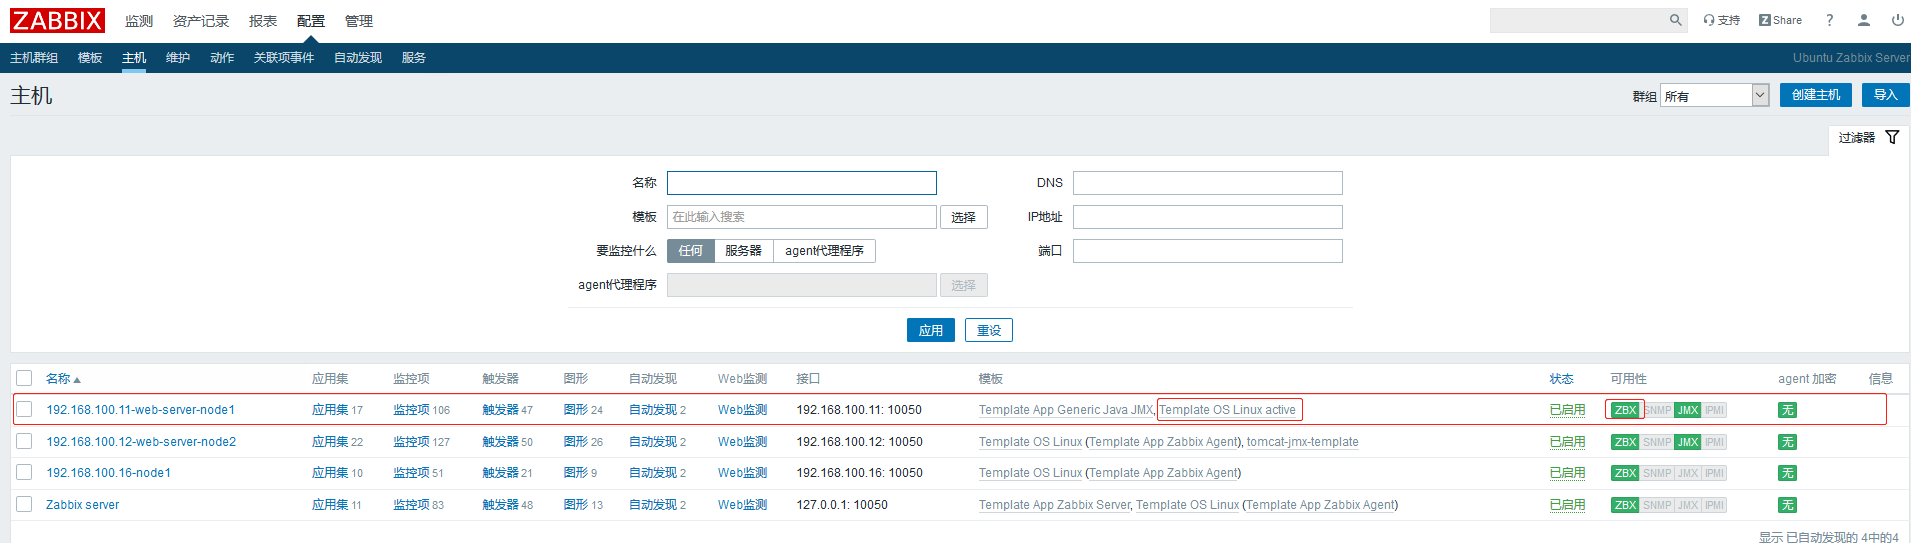 ZABBIX 监测 资产记录 报表 配置 管理 支持 Z Share ?
主机群组 模板 主机 维护 动作 关联项事件 自动发现 服务 Ubuntu Zabbix Server
主机 群组 所有 创建主机 导入
过滤器
名称 DNS
模板 在此输入搜索 选择 IP地址
要监控什么 任何 服务器 agent代理程序 端口
agent代理程序 选择
应用 重设
名称 应用集 监控项 触发器 图形 自动发现 Web监测 接口 模板 状态 可用性 agent 加密 信息
192.168.100.11-web-server-node1 应用集 17 监控项 106 触发器 47 图形 24 自动发现 2 Web监测 192.168.100.11: 10050 Template App Generic Java JMX, Template OS Linux active 已启用 ZBX SNMP JMX IPMI 无
192.168.100.12-web-server-node2 应用集 22 监控项 127 触发器 50 图形 26 自动发现 2 Web监测 192.168.100.12: 10050 Template OS Linux (Template App Zabbix Agent), tomcat-jmx-template 已启用 ZBX SNMP JMX IPMI 无
192.168.100.16-node1 应用集 10 监控项 51 触发器 21 图形 9 自动发现 2 Web监测 192.168.100.16: 10050 Template OS Linux (Template App Zabbix Agent) 已启用 ZBX SNMP JMX IPMI 无
Zabbix server 应用集 11 监控项 83 触发器 48 图形 13 自动发现 2 Web监测 127.0.0.1: 10050 Template App Zabbix Server, Template OS Linux (Template App Zabbix Agent) 已启用 ZBX SNMP JMX IPMI 无
显示 已自动发现的 4中的4